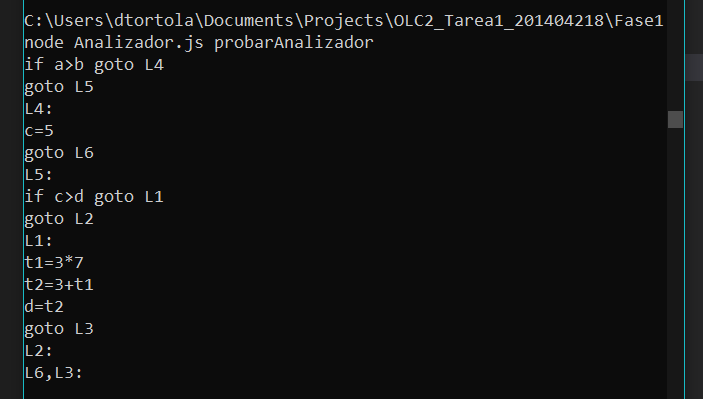 C:\Users\dtortola\Documents\Projects\OLC2_Tarea1_201404218\Fase1
node Analizador.js probarAnalizador
if a>b goto L4
goto L5
L4:
c=5
goto L6
L5:
if c>d goto L1
goto L2
L1:
t1=3*7
t2=3+t1
d=t2
goto L3
L2:
L6,L3: